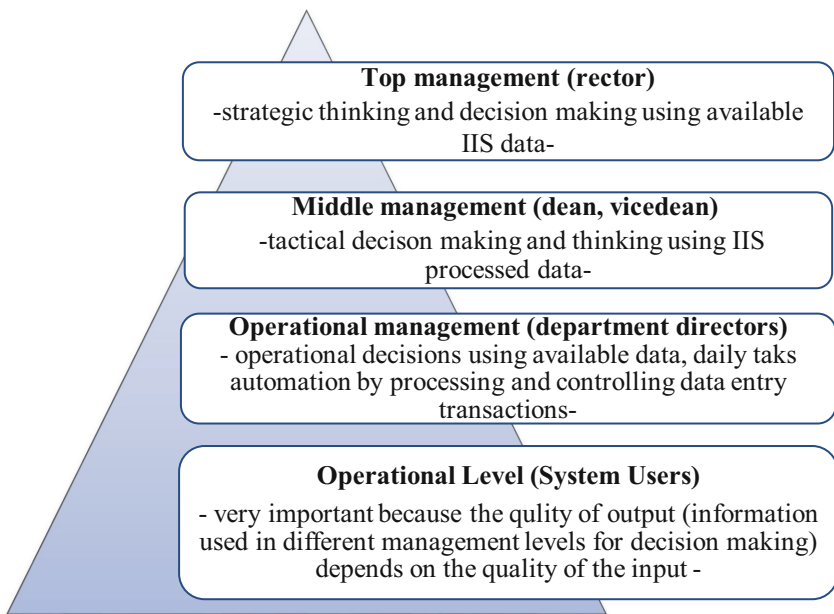 Top management (rector)
-strategic thinking and decision making using available
IIS data-
Middle management (dean, vicedean)
-tactical decison making and thinking using IIS
processed data-
Operational management (department directors)
- operational decisions using available data, daily taks
automation by processing and controlling data entry
transactions-
Operational Level (System Users)
- very important because the qulity of output (information
used in different management levels for decision making)
depends on the quality of the input -